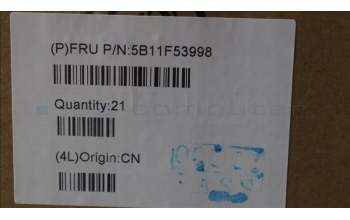 (P)FRU P/N:5B11F53998
Quantity:21
(4L)Origin:CN